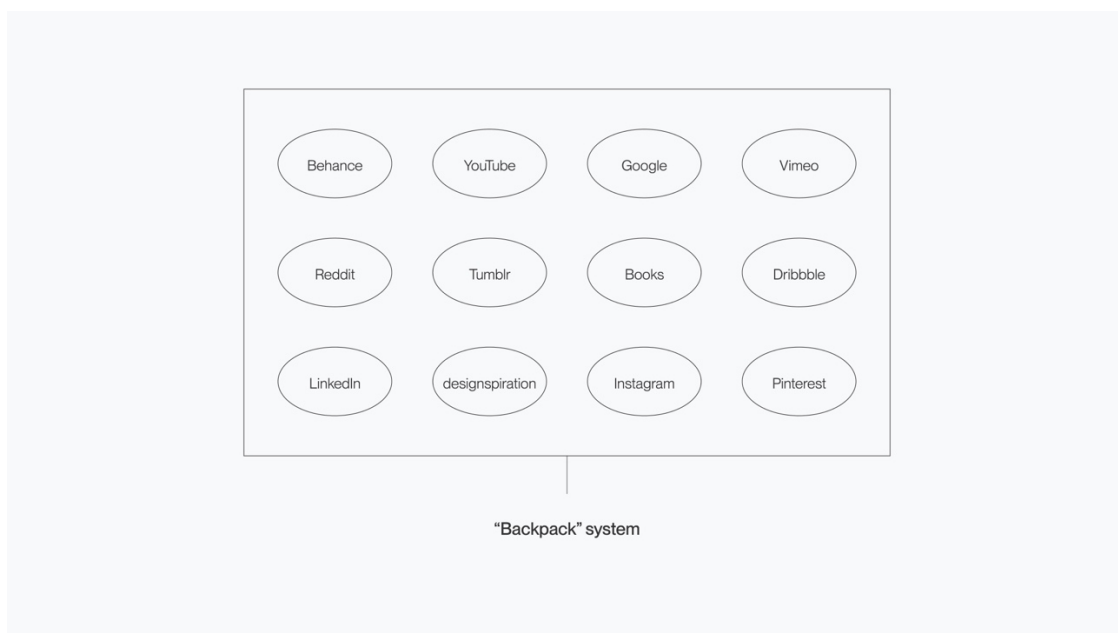 Behance
YouTube
Google
Vimeo
Reddit
Tumblr
Books
Dribbble
LinkedIn
designspiration
Instagram
Pinterest
“Backpack” system